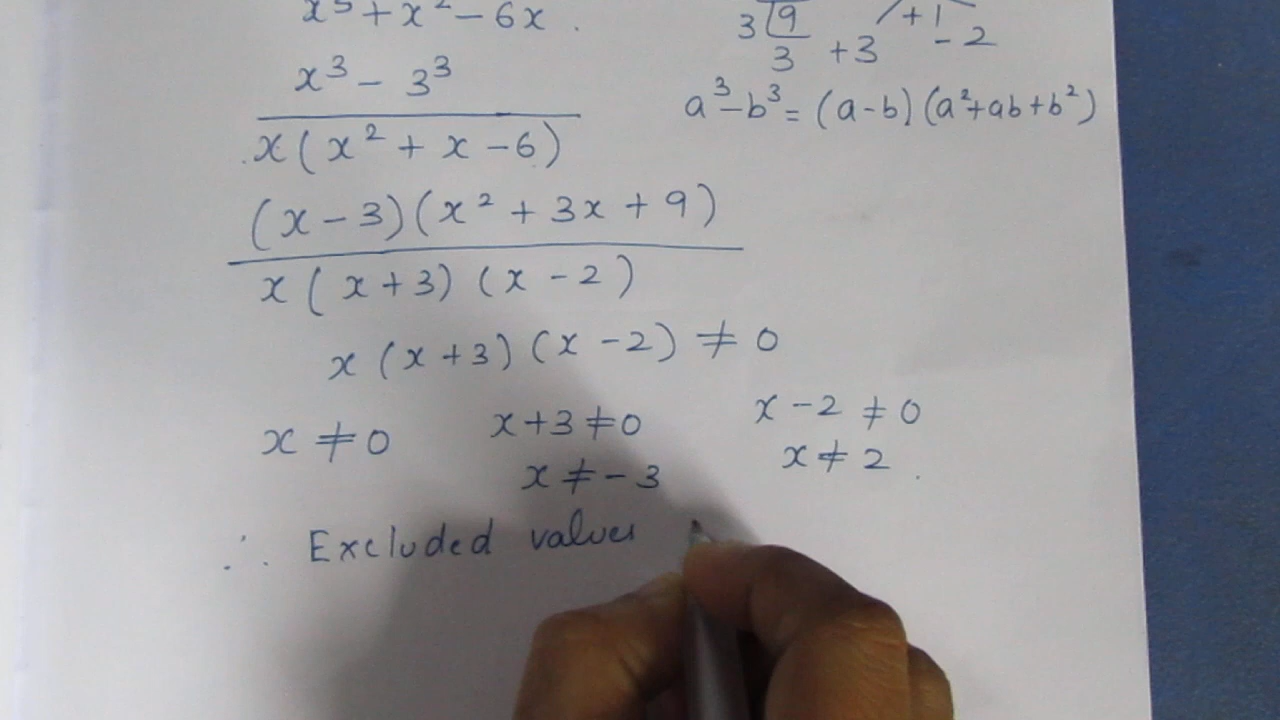 x³ + x² – 6x .
x³ – 3³
x ( x² + x – 6 )
( x – 3 ) ( x² + 3x + 9 )
x ( x + 3 ) ( x – 2 )
x ( x + 3 ) ( x – 2 ) ≠ 0
x ≠ 0
x + 3 ≠ 0
x ≠ – 3
x – 2 ≠ 0
x ≠ 2 .
∴ Excluded values
3 9
3 + 3
+ 1
– 2
a³ – b³ = ( a – b ) ( a² + ab + b² )